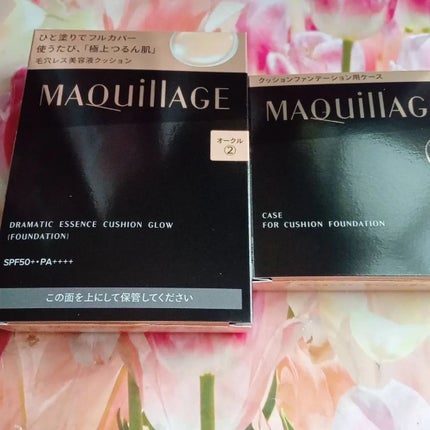 ひと塗りでフルカバー
使うたび、「極上つるん肌」
毛穴レス美容液クッション
MAQuillAGE
オークル
②
DRAMATIC ESSENCE CUSHION GLOW
(FOUNDATION)
SPF50+・PA++++
この面を上にして保管してください
クッションファンデーション用ケース
MAQuillAG
CASE
FOR CUSHION FOUNDATION